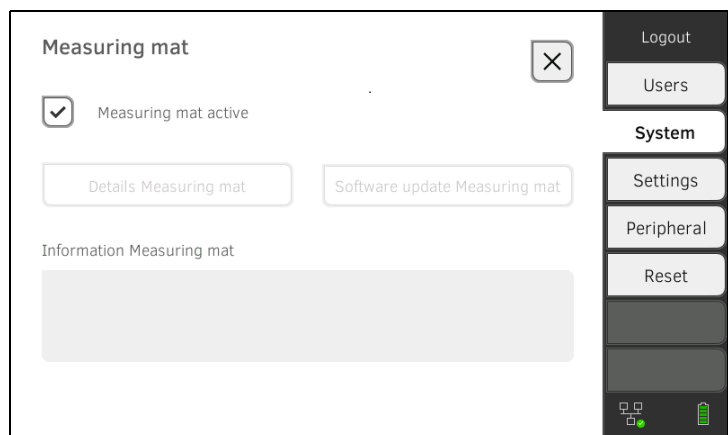 Measuring mat
Measuring mat active
Details Measuring mat
Software update Measuring mat
Information Measuring mat
Logout
Users
System
Settings
Peripheral
Reset